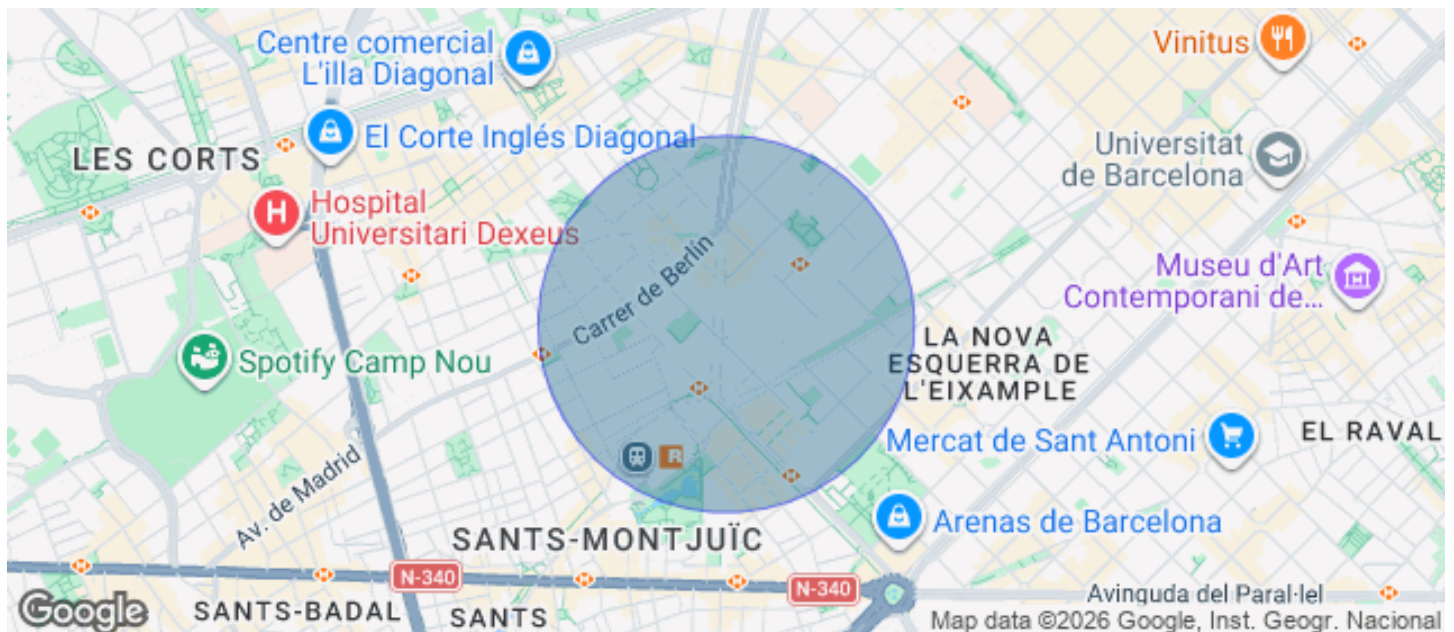 Centre comercial
L'illa Diagonal
Vinitus
El Corte Inglés Diagonal
LES CORTS
Universitat
de Barcelona
H
Hospital
Universitari Dexeus
Carrer de Berlín
Museu d'Art
Contemporani de...
Spotify Camp Nou
LA NOVA
ESQUERRA DE
L'EIXAMPLE
Mercat de Sant Antoni
EL RAVAL
R
Av. de Madrid
Arenas de Barcelona
SANTS-MONTJUÏC
N-340
N-340
Avinguda del Paral·lel
Google
SANTS-BADAL
SANTS
Map data ©2026 Google, Inst. Geogr. Nacional